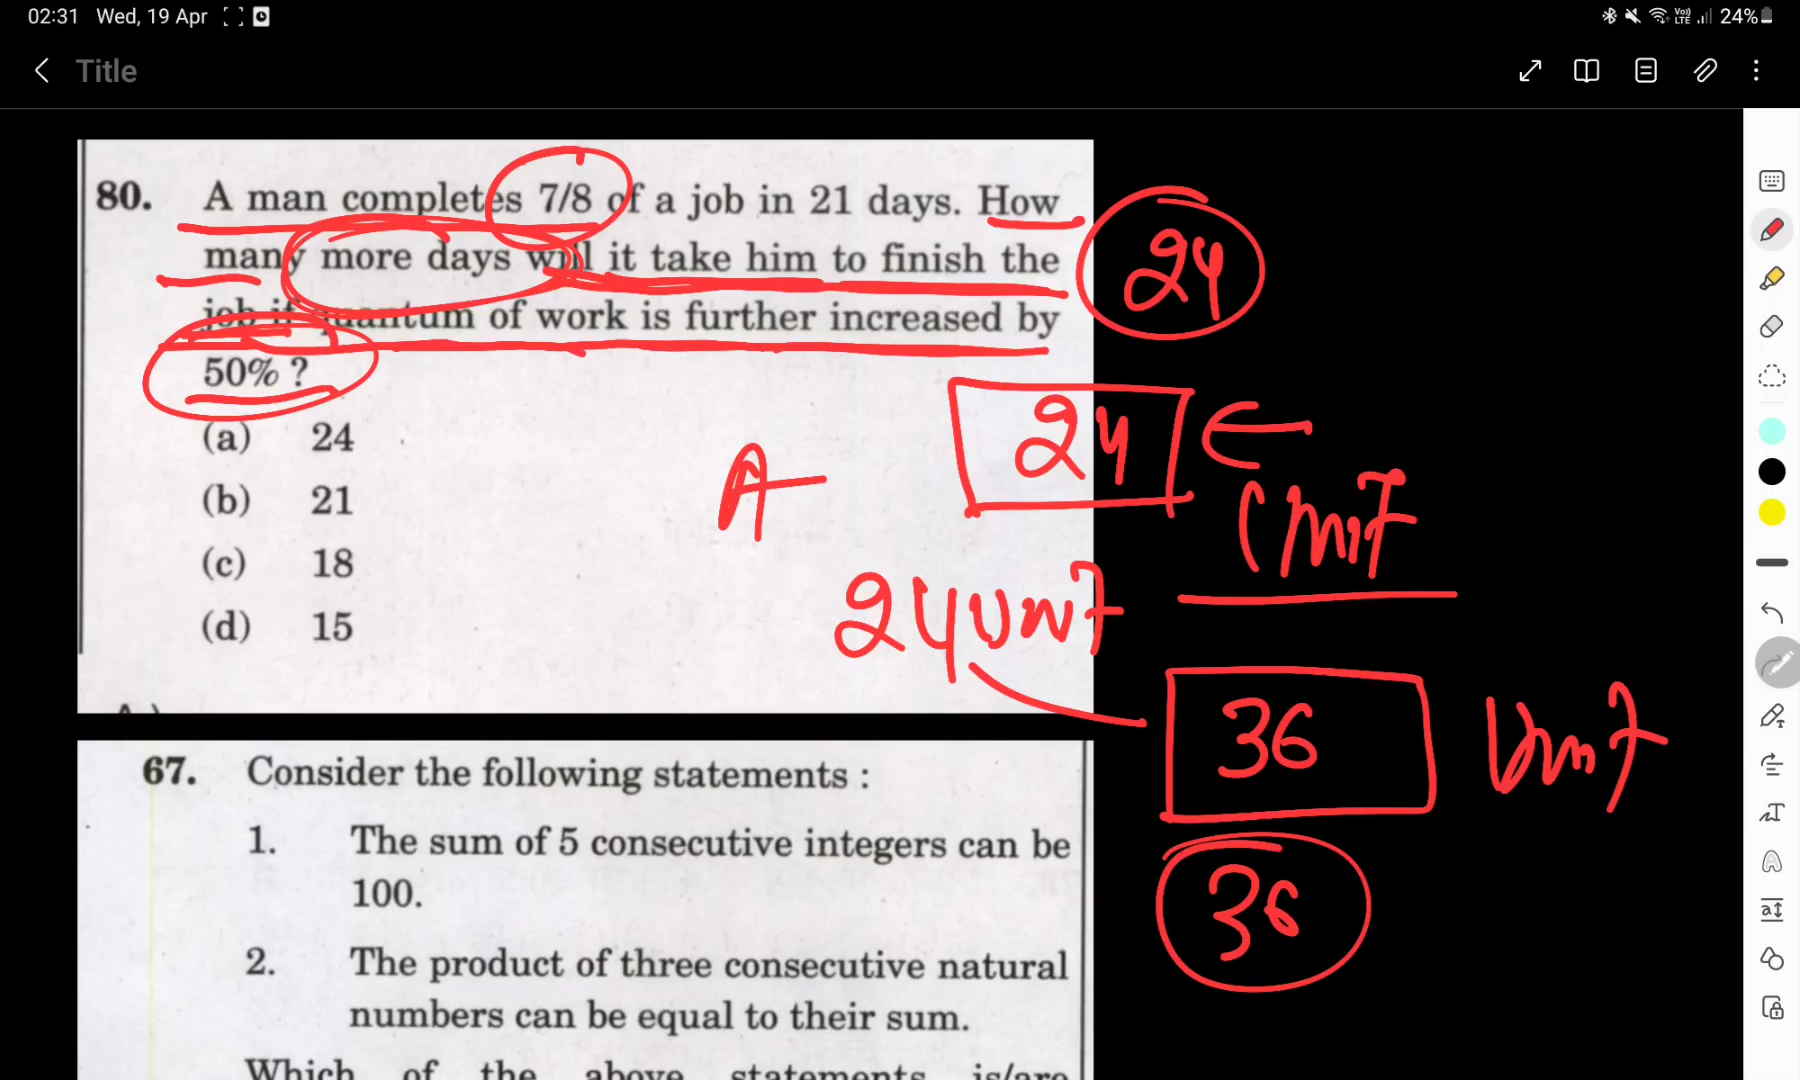 02:31 Wed, 19 Apr
24%
Title
80. A man completes 7/8 of a job in 21 days. How
many more days will it take him to finish the
job if quantum of work is further increased by
50% ?
(a) 24
(b) 21
(c) 18
(d) 15
24
24
A
24 unit
36
36
67. Consider the following statements :
1. The sum of 5 consecutive integers can be
100.
2. The product of three consecutive natural
numbers can be equal to their sum.
Which of the above statements is/are